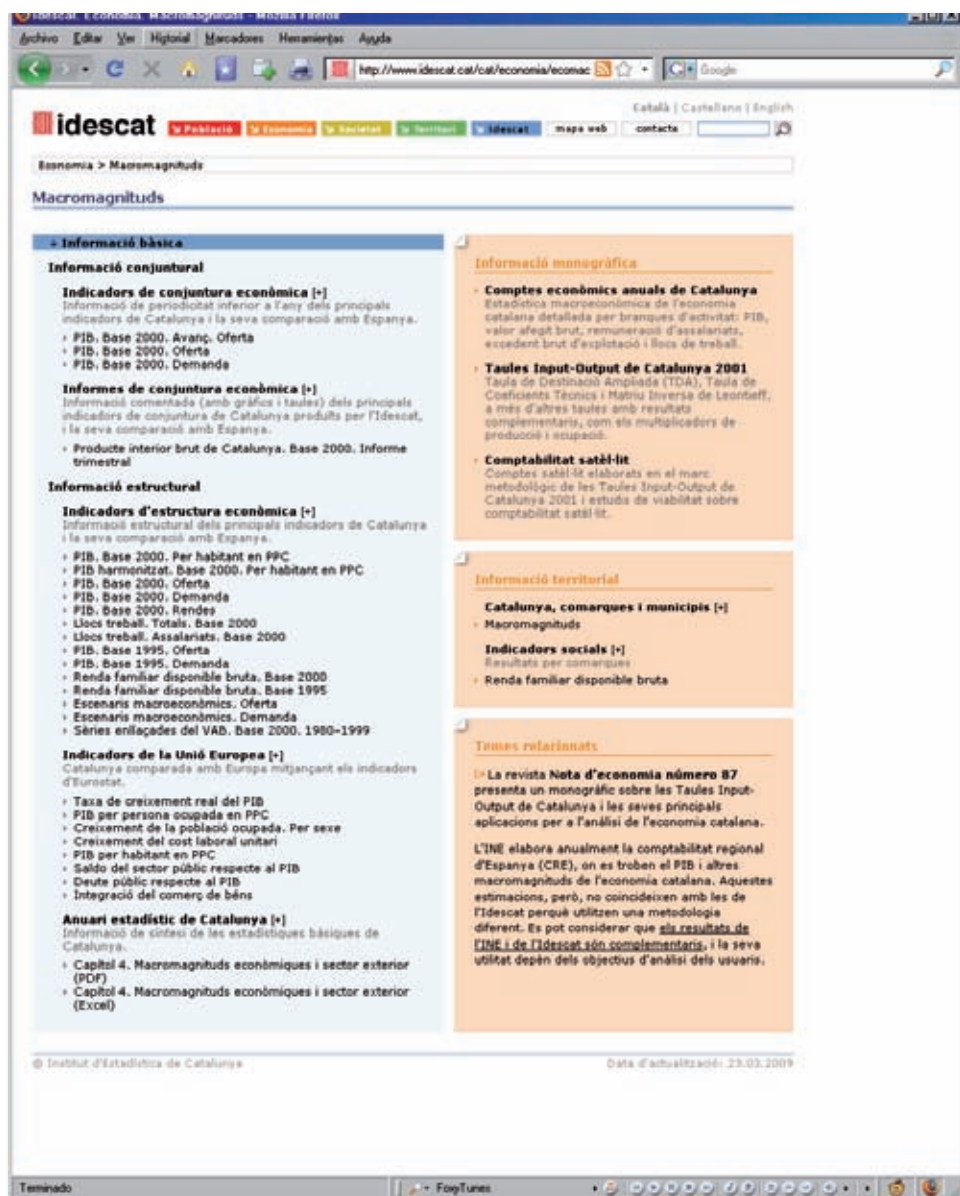 idescat. Economia. Macromagnituds - Mozilla Firefox
Archivo Editar Ver Historial Marcadores Herramientas Ayuda
http://www.idescat.cat/cat/economia/ecomac Google
Català | Castellano | English
idescat Població Economia Societat Territori Idescat mapa web contacte
Economia > Macromagnituds
Macromagnituds
Informació bàsica
Informació conjuntural
Indicadors de conjuntura econòmica [+]
Informació de periodicitat inferior a l'any dels principals
indicadors de Catalunya i la seva comparació amb Espanya.
PIB. Base 2000. Avanç. Oferta
PIB. Base 2000. Oferta
PIB. Base 2000. Demanda
Informes de conjuntura econòmica [+]
Informació comentada (amb gràfics i taules) dels principals
indicadors de conjuntura de Catalunya produïts per l'Idescat,
i la seva comparació amb Espanya.
Producte interior brut de Catalunya. Base 2000. Informe
trimestral
Informació estructural
Indicadors d'estructura econòmica [+]
Informació estructural dels principals indicadors de Catalunya
i la seva comparació amb Espanya.
PIB. Base 2000. Per habitant en PPC
PIB harmonitzat. Base 2000. Per habitant en PPC
PIB. Base 2000. Oferta
PIB. Base 2000. Demanda
PIB. Base 2000. Rendes
Llocs treball. Totals. Base 2000
Llocs treball. Assalariats. Base 2000
PIB. Base 1995. Oferta
PIB. Base 1995. Demanda
Renda familiar disponible bruta. Base 2000
Renda familiar disponible bruta. Base 1995
Escenaris macroeconòmics. Oferta
Escenaris macroeconòmics. Demanda
Sèries enllaçades del VAB. Base 2000. 1980-1999
Indicadors de la Unió Europea [+]
Catalunya comparada amb Europa mitjançant els indicadors
d'Eurostat.
Taxa de creixement real del PIB
PIB per persona ocupada en PPC
Creixement de la població ocupada. Per sexe
Creixement del cost laboral unitari
PIB per habitant en PPC
Saldo del sector públic respecte al PIB
Deute públic respecte al PIB
Integració del comerç de béns
Anuari estadístic de Catalunya [+]
Informació de síntesi de les estadístiques bàsiques de
Catalunya.
Capítol 4. Macromagnituds econòmiques i sector exterior
(PDF)
Capítol 4. Macromagnituds econòmiques i sector exterior
(Excel)
Informació monogràfica
Comptes econòmics anuals de Catalunya
Estadística macroeconòmica de l'economia
catalana detallada per branques d'activitat: PIB,
valor afegit brut, remuneració d'assalariats,
excedent brut d'explotació i llocs de treball.
Taules Input-Output de Catalunya 2001
Taula de Destinació Ampliada (TDA), Taula de
Coeficients Tècnics i Matriu Inversa de Leontieff,
a més d'altres taules amb resultats
complementaris, com els multiplicadors de
producció i ocupació.
Comptabilitat satèl·lit
Comptes satèl·lit elaborats en el marc
metodològic de les Taules Input-Output de
Catalunya 2001 i estudis de viabilitat sobre
comptabilitat satèl·lit.
Informació territorial
Catalunya, comarques i municipis [+]
Macromagnituds
Indicadors socials [+]
Resultats per comarques
Renda familiar disponible bruta
Temes relacionats
La revista Nota d'economia número 87
presenta un monogràfic sobre les Taules Input-
Output de Catalunya i les seves principals
aplicacions per a l'anàlisi de l'economia catalana.
L'INE elabora anualment la comptabilitat regional
d'Espanya (CRE), on es troben el PIB i altres
macromagnituds de l'economia catalana. Aquestes
estimacions, però, no coincideixen amb les de
l'Idescat perquè utilitzen una metodologia
diferent. Es pot considerar que els resultats de
l'INE i de l'Idescat són complementaris, i la seva
utilitat depèn dels objectius d'anàlisi dels usuaris.
© Institut d'Estadística de Catalunya
Data d'actualització: 23.03.2009
Terminado FoxyTunes